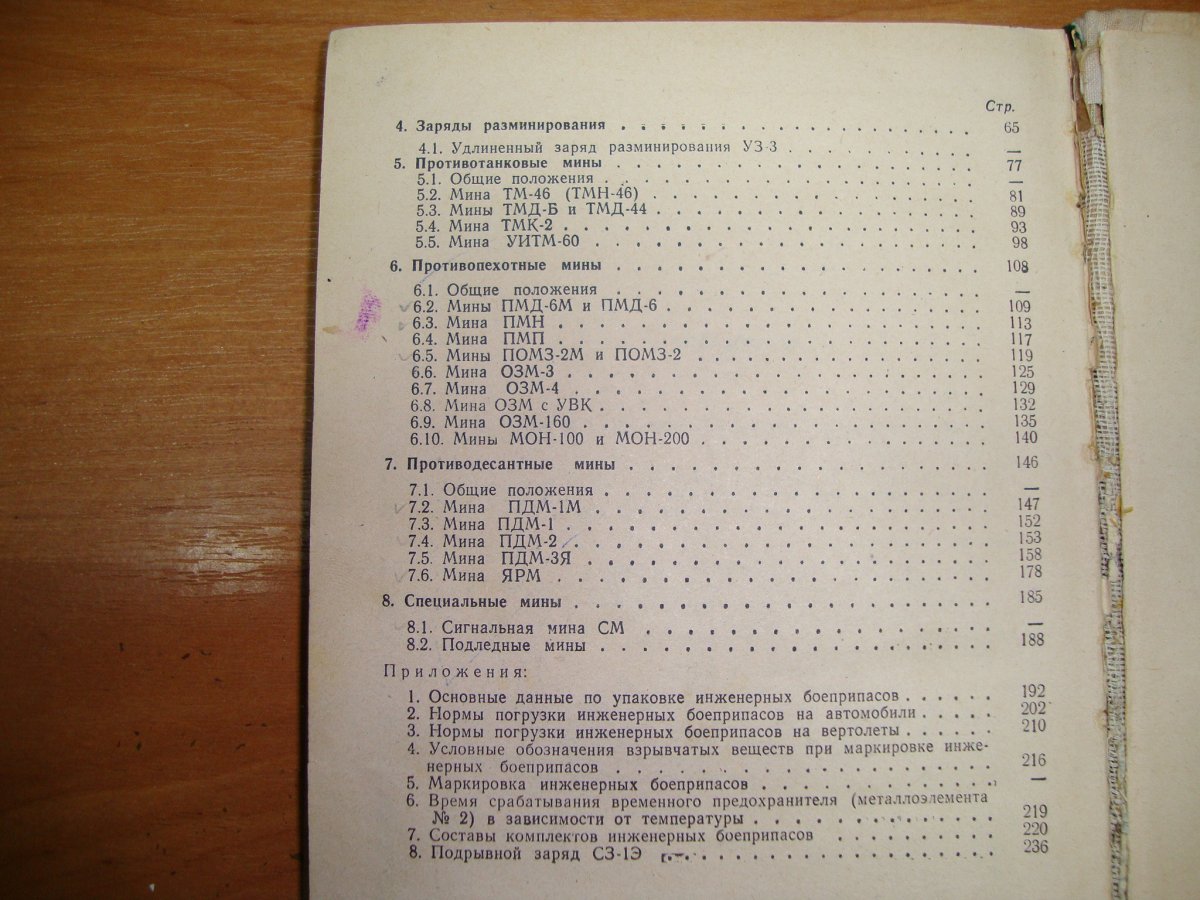 Стр.
4. Заряды разминирования . . . . . . . . . . . . . . . . . 65
4.1. Удлиненный заряд разминирования УЗ-3 . . . . . . . . . —
5. Противотанковые мины . . . . . . . . . . . . . . . . . 77
5.1. Общие положения . . . . . . . . . . . . . . . . . —
5.2. Мина ТМ-46 (ТМН-46) . . . . . . . . . . . . . . . 81
5.3. Мины ТМД-Б и ТМД-44 . . . . . . . . . . . . . . . 89
5.4. Мина ТМК-2 . . . . . . . . . . . . . . . . . . . 93
5.5. Мина УИТМ-60 . . . . . . . . . . . . . . . . . . 98
6. Противопехотные мины . . . . . . . . . . . . . . . . . 108
6.1. Общие положения . . . . . . . . . . . . . . . . . —
6.2. Мины ПМД-6М и ПМД-6 . . . . . . . . . . . . . . . 109
6.3. Мина ПМН . . . . . . . . . . . . . . . . . . . . 113
6.4. Мина ПМП . . . . . . . . . . . . . . . . . . . . 117
6.5. Мины ПОМЗ-2М и ПОМЗ-2 . . . . . . . . . . . . . . 119
6.6. Мина ОЗМ-3 . . . . . . . . . . . . . . . . . . . 125
6.7. Мина ОЗМ-4 . . . . . . . . . . . . . . . . . . . 129
6.8. Мина ОЗМ с УВК . . . . . . . . . . . . . . . . . . 132
6.9. Мина ОЗМ-160 . . . . . . . . . . . . . . . . . . 135
6.10. Мины МОН-100 и МОН-200 . . . . . . . . . . . . . 140
7. Противодесантные мины . . . . . . . . . . . . . . . . 146
7.1. Общие положения . . . . . . . . . . . . . . . . . —
7.2. Мина ПДМ-1М . . . . . . . . . . . . . . . . . . 147
7.3. Мина ПДМ-1 . . . . . . . . . . . . . . . . . . . 152
7.4. Мина ПДМ-2 . . . . . . . . . . . . . . . . . . . 153
7.5. Мина ПДМ-3Я . . . . . . . . . . . . . . . . . . 158
7.6. Мина ЯРМ . . . . . . . . . . . . . . . . . . . . 178
8. Специальные мины . . . . . . . . . . . . . . . . . . . 185
8.1. Сигнальная мина СМ . . . . . . . . . . . . . . . —
8.2. Подледные мины . . . . . . . . . . . . . . . . . 188
Приложения:
1. Основные данные по упаковке инженерных боеприпасов . . . . . . 192
2. Нормы погрузки инженерных боеприпасов на автомобили . . . . . 202
3. Нормы погрузки инженерных боеприпасов на вертолеты . . . . . . 210
4. Условные обозначения взрывчатых веществ при маркировке инже-
нерных боеприпасов . . . . . . . . . . . . . . . . . 216
5. Маркировка инженерных боеприпасов . . . . . . . . . . . —
6. Время срабатывания временного предохранителя (металлоэлемента
№ 2) в зависимости от температуры . . . . . . . . . . . 219
7. Составы комплектов инженерных боеприпасов . . . . . . . . 220
8. Подрывной заряд СЗ-1Э . . . . . . . . . . . . . . . . 236